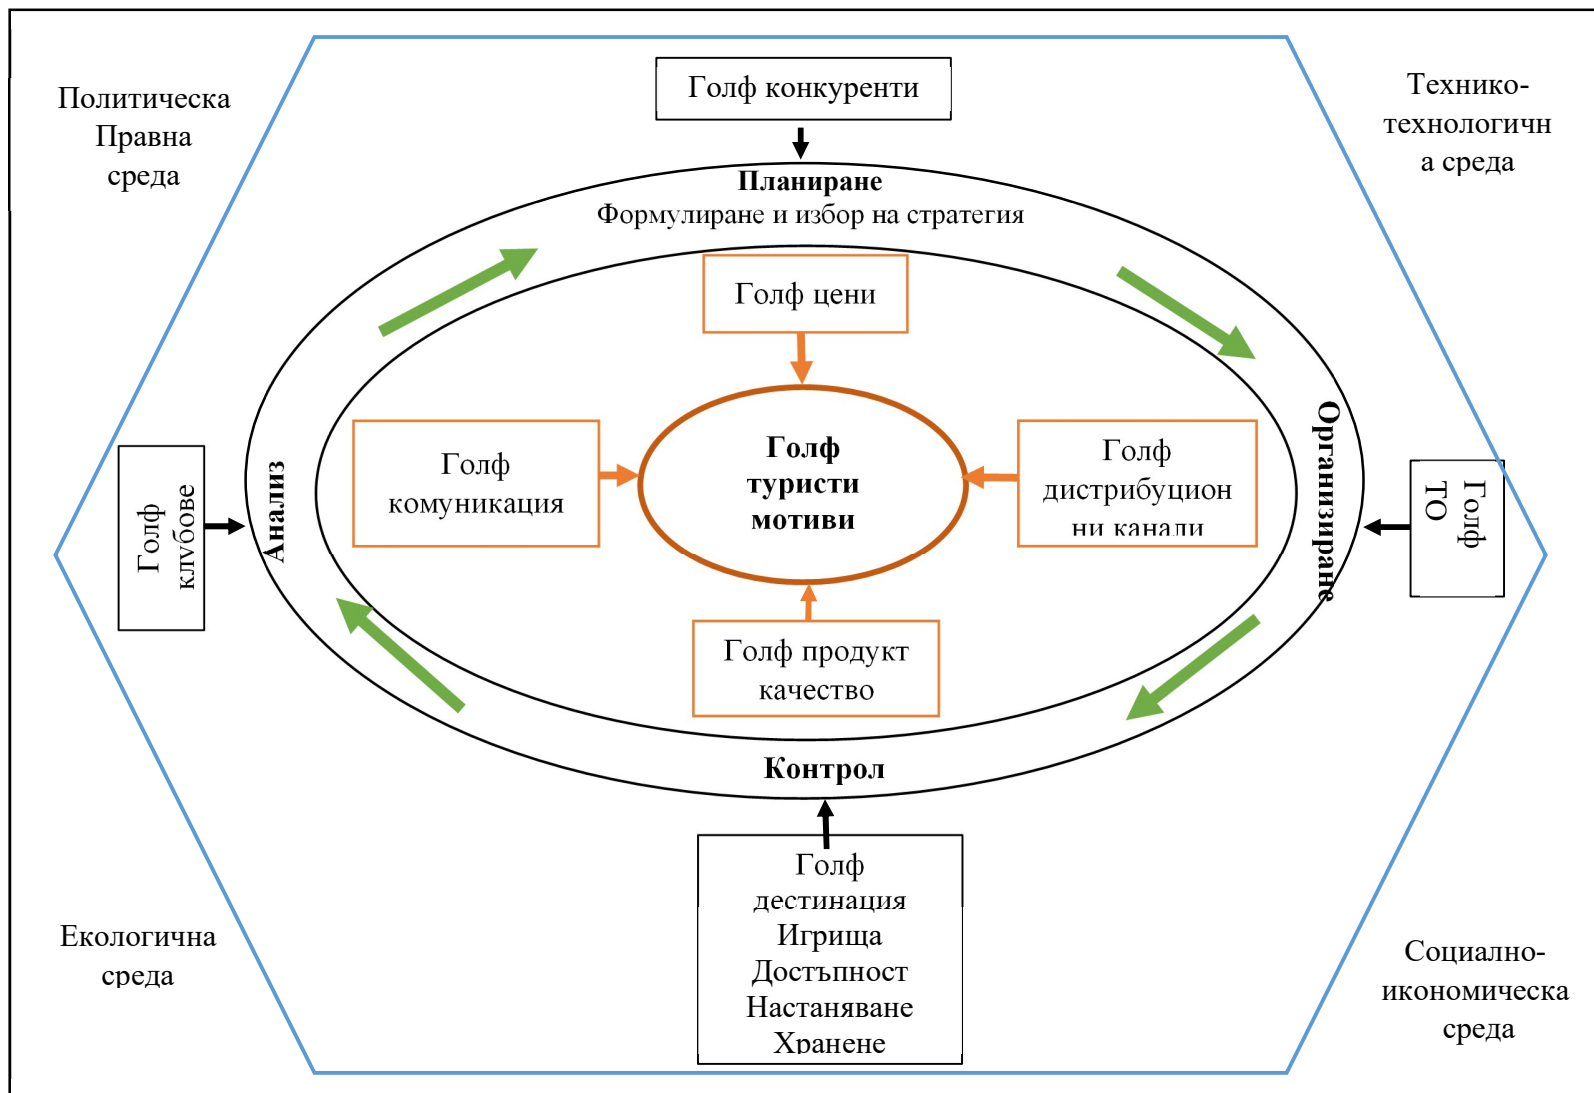 Голф конкуренти
Политическа
Правна
среда
Технико-
технологичн
а среда
Планиране
Формулиране и избор на стратегия
Голф цени
Голф
комуникация
Голф
туристи
мотиви
Голф
дистрибуцион
ни канали
Анализ
Организиране
Голф
клубове
Голф
ТО
Голф продукт
качество
Контрол
Голф
дестинация
Игрища
Достъпност
Настаняване
Хранене
Екологична
среда
Социално-
икономическа
среда